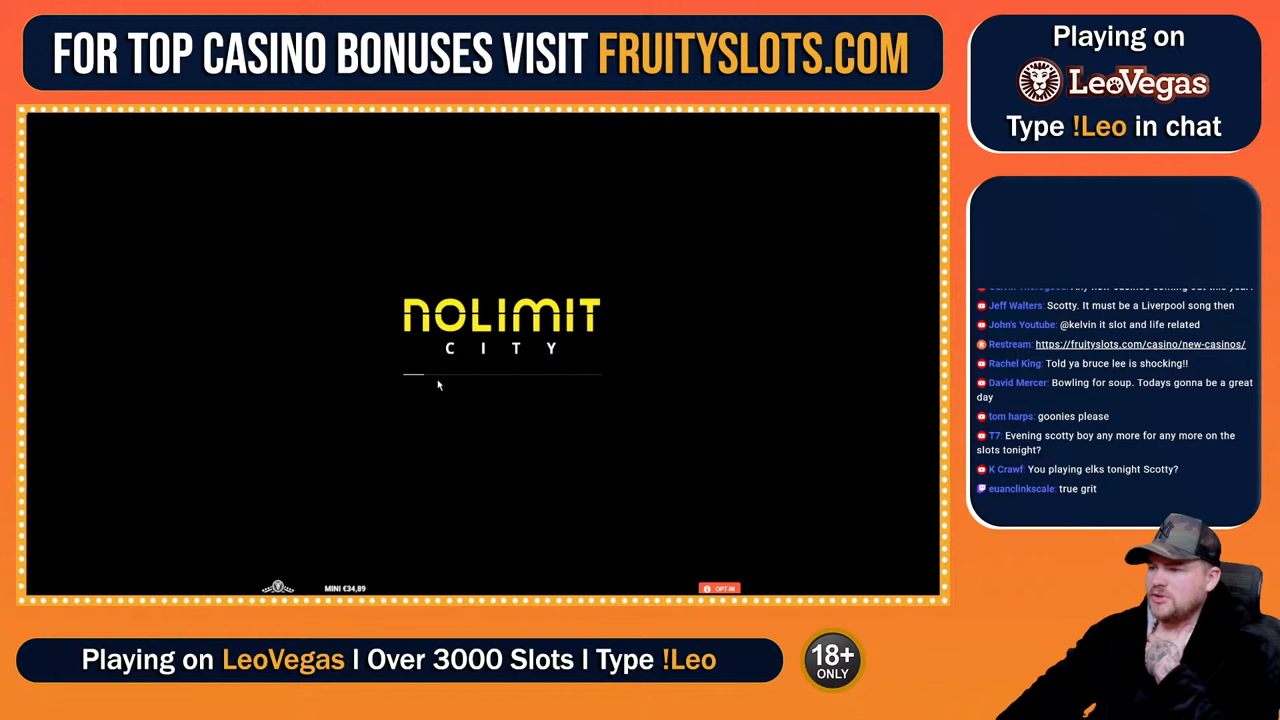 FOR TOP CASINO BONUSES VISIT FRUITYSLOTS.COM
Playing on
LeoVegas
Type !Leo in chat
NOLIMIT
CITY
MINI €34,89
OPT-IN
Jeff Walters: Scotty. It must be a Liverpool song then
John's Youtube: @kelvin it slot and life related
Restream: https://fruityslots.com/casino/new-casinos/
Rachel King: Told ya bruce lee is shocking!!
David Mercer: Bowling for soup. Todays gonna be a great
day
tom harps: goonies please
T7: Evening scotty boy any more for any more on the
slots tonight?
K Crawf: You playing elks tonight Scotty?
euanclinkscale: true grit
Playing on LeoVegas I Over 3000 Slots I Type !Leo
18+
ONLY